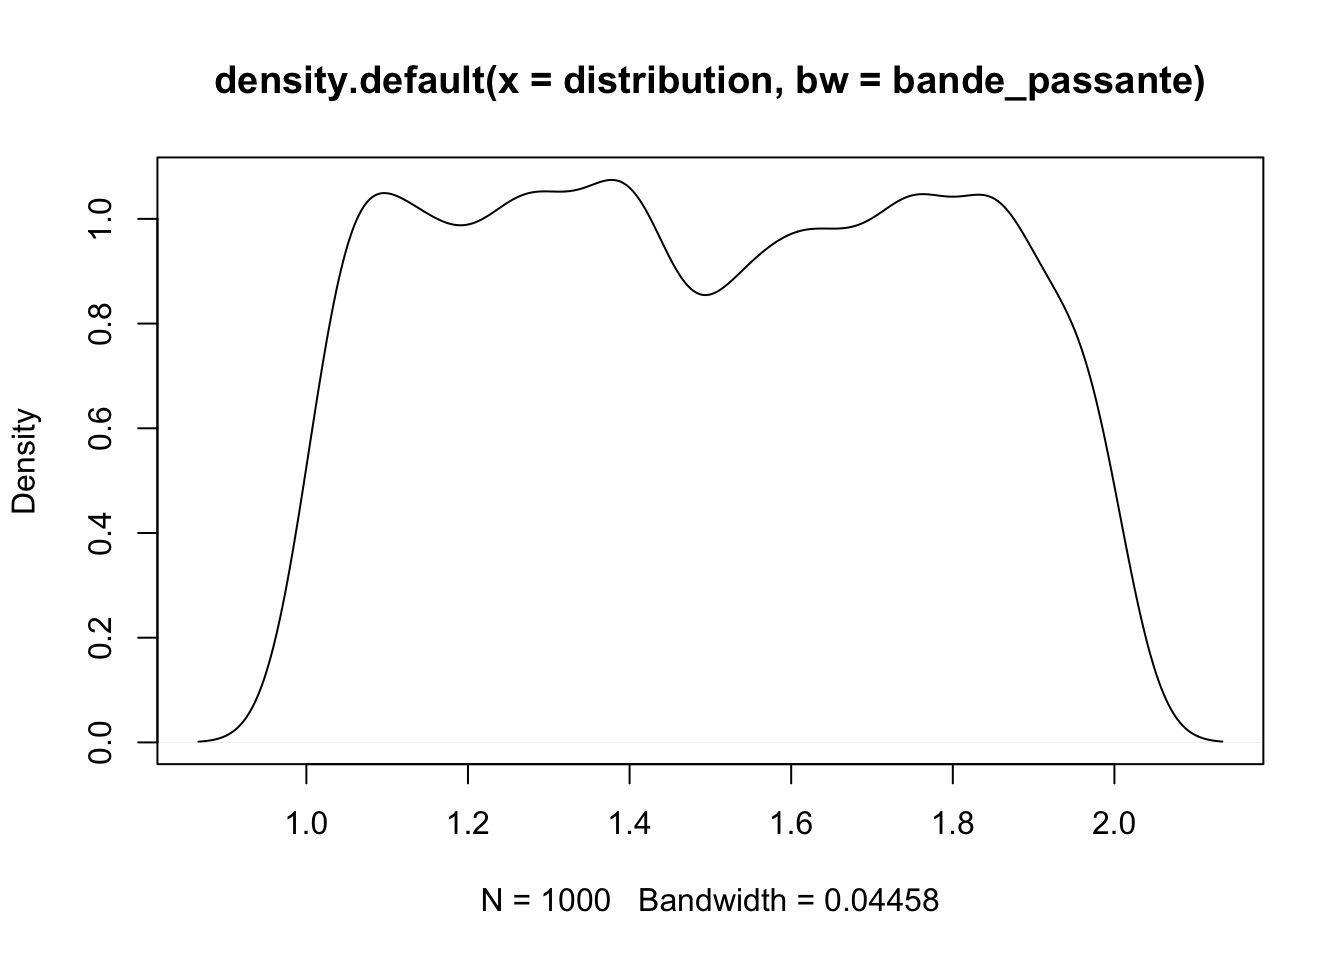 density.default(x = distribution, bw = bande_passante)
Density
1.0
0.8
0.6
0.4
0.2
0.0
1.0 1.2 1.4 1.6 1.8 2.0
N = 1000 Bandwidth = 0.04458